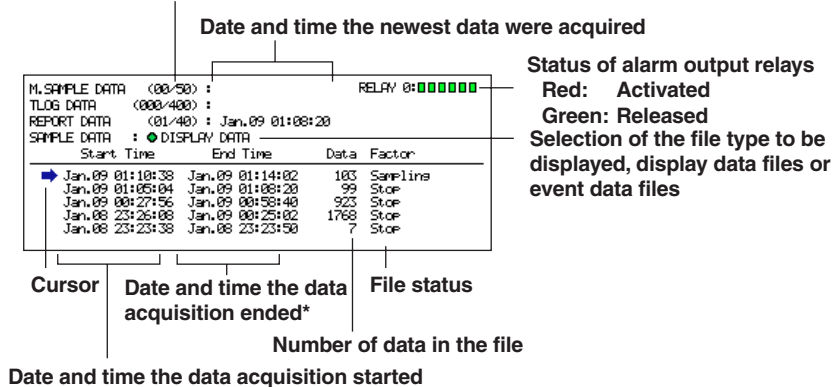 Date and time the newest data were acquired
M.SAMPLE DATA (00/50) : RELAY 0:
TLOG DATA (000/400) :
REPORT DATA (01/40) : Jan.09 01:08:20
SAMPLE DATA : DISPLAY DATA
Start Time End Time Data Factor
Jan.09 01:10:38 Jan.09 01:14:02 103 Sampling
Jan.09 01:05:04 Jan.09 01:08:20 99 Stop
Jan.09 00:27:56 Jan.09 00:58:40 923 Stop
Jan.08 23:26:08 Jan.09 00:25:02 1768 Stop
Jan.08 23:23:38 Jan.08 23:23:50 7 Stop
Status of alarm output relays
Red: Activated
Green: Released
Selection of the file type to be
displayed, display data files or
event data files
Cursor
Date and time the data
acquisition ended*
File status
Number of data in the file
Date and time the data acquisition started